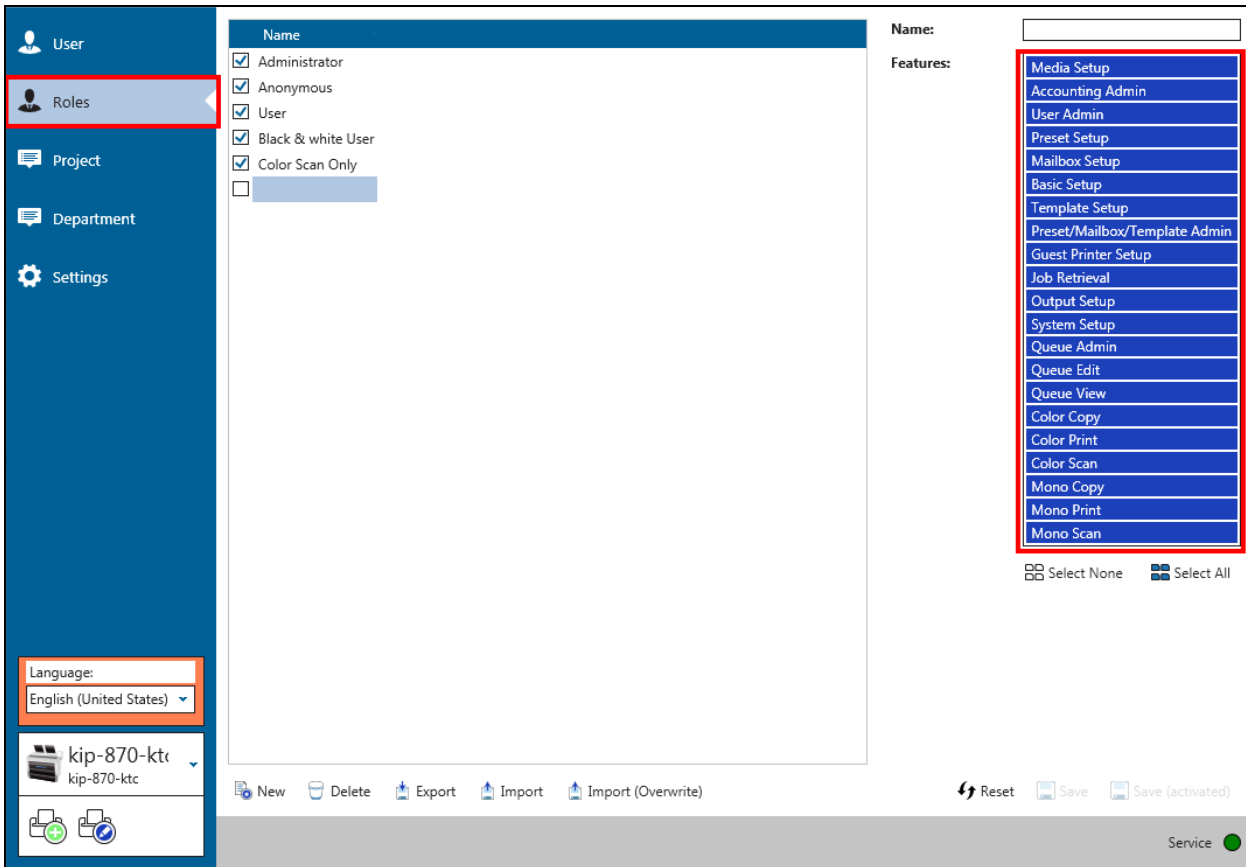 User
Roles
Project
Department
Settings
Language:
English (United States)
kip-870-ktc
kip-870-ktc
Name
Administrator
Anonymous
User
Black & white User
Color Scan Only
New
Delete
Export
Import
Import (Overwrite)
Name:
Features:
Media Setup
Accounting Admin
User Admin
Preset Setup
Mailbox Setup
Basic Setup
Template Setup
Preset/Mailbox/Template Admin
Guest Printer Setup
Job Retrieval
Output Setup
System Setup
Queue Admin
Queue Edit
Queue View
Color Copy
Color Print
Color Scan
Mono Copy
Mono Print
Mono Scan
Select None
Select All
Reset
Save
Save (activated)
Service